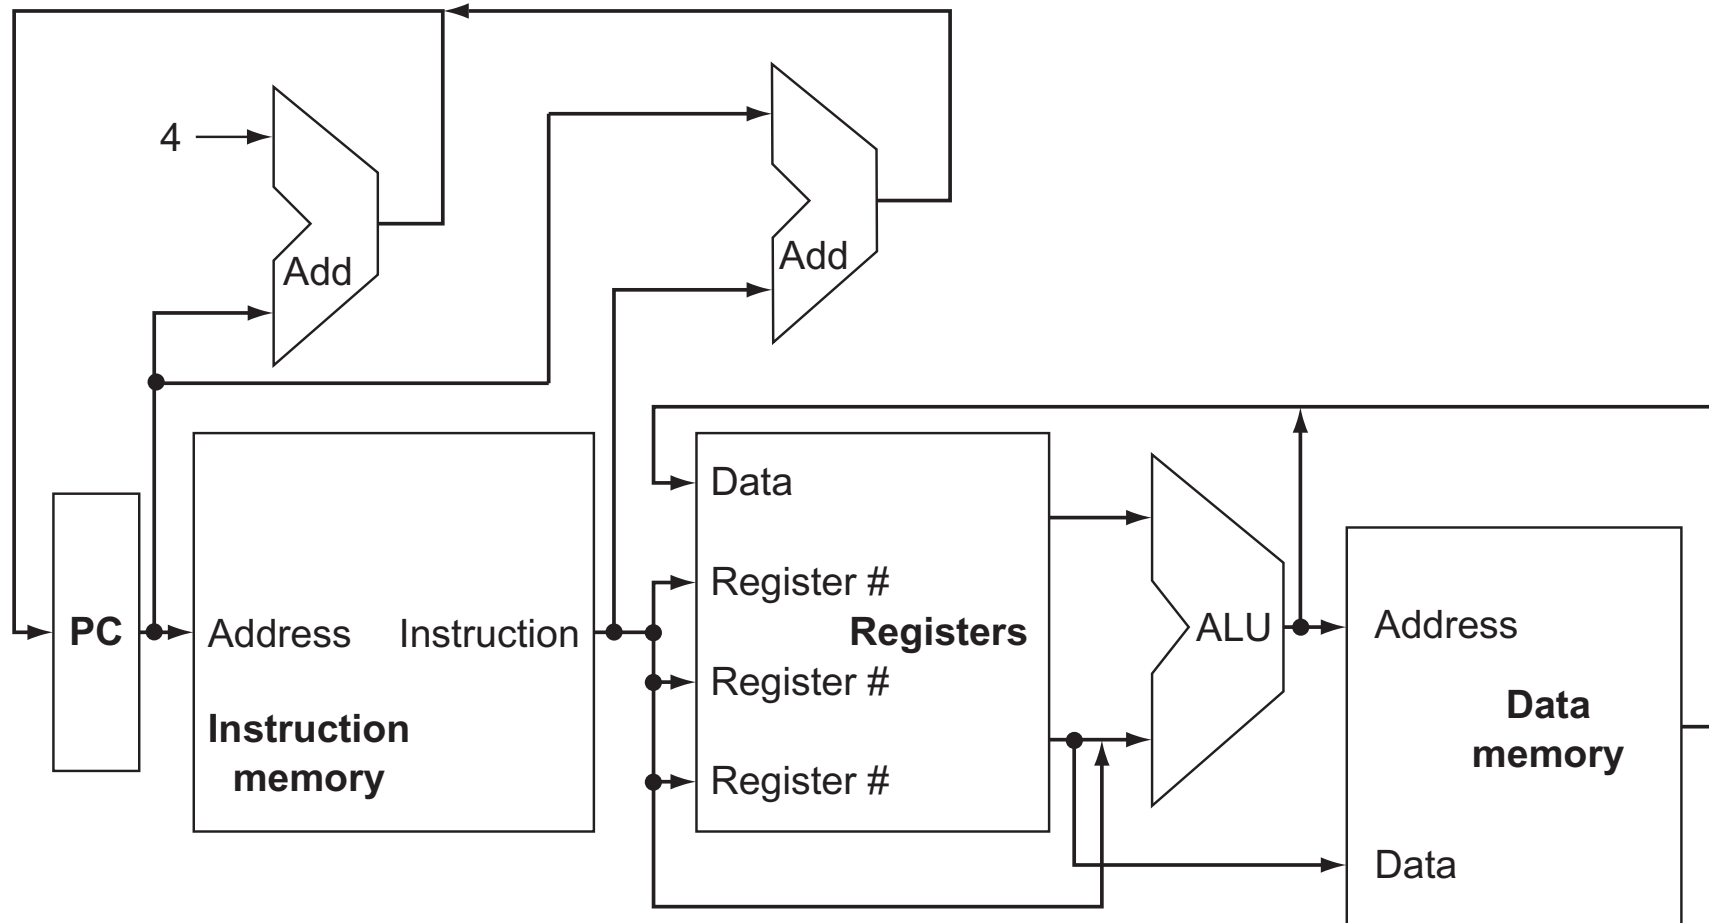 4
Add
Add
Data
Register #
PC
Address
Instruction
Registers
ALU
Address
Register #
Instruction
memory
Data
memory
Register #
Data